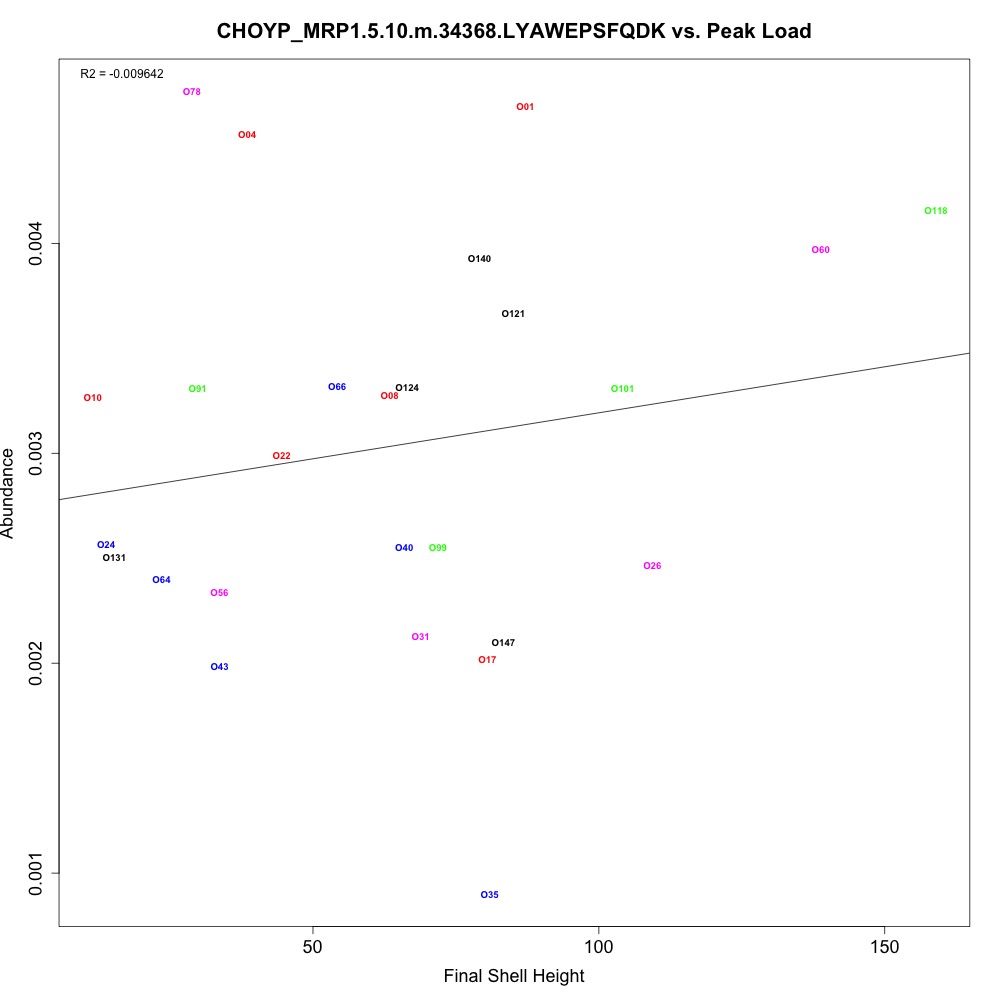 CHOYP_MRP1.5.10.m.34368.LYAWEPSFQDK vs. Peak Load
R2 = -0.009642
O78
O01
O04
O118
O60
O140
O121
O66
O124
O91
O101
O08
O10
O22
O24
O40
O99
O131
O26
O64
O56
O31
O147
O17
O43
O35
0.004
0.003
0.002
0.001
Abundance
50
100
150
Final Shell Height